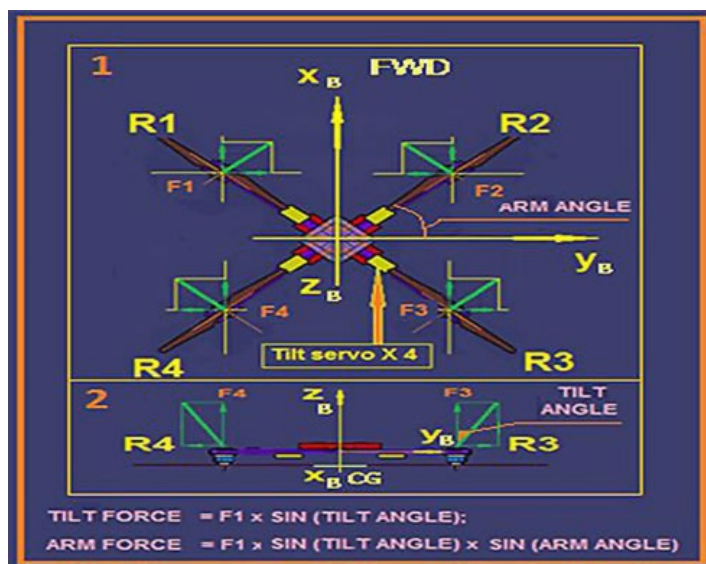 1
FWD
X B
R1
R2
F1
F2
ARM ANGLE
Y B
Z B
F4
F3
Tilt servo X 4
R4
R3
2
F4
Z B
F3
TILT ANGLE
R4
Y B
R3
X B CG
TILT FORCE = F1 x SIN (TILT ANGLE);
ARM FORCE = F1 x SIN (TILT ANGLE) x SIN (ARM ANGLE)